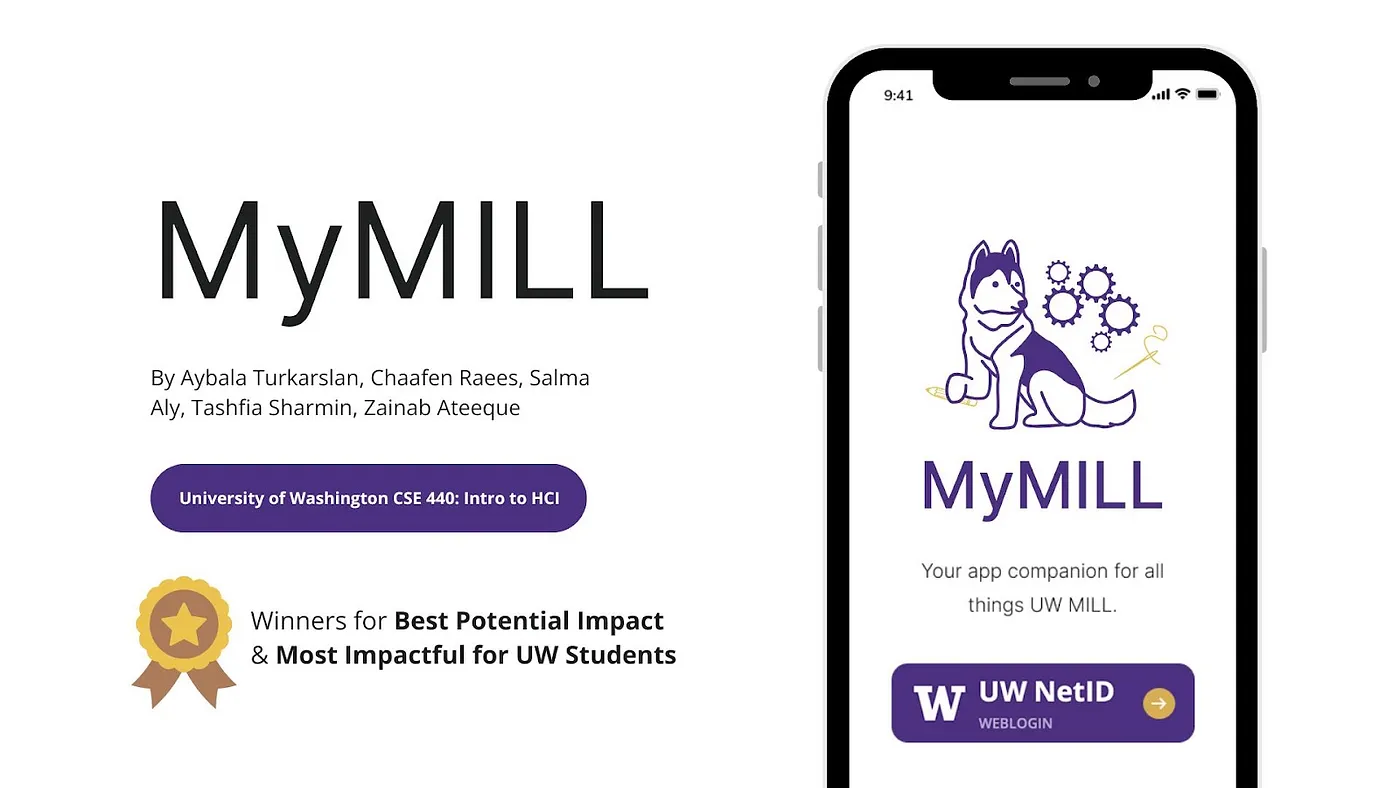 MyMILL
By Aybala Turkarslan, Chaafen Raees, Salma
Aly, Tashfia Sharmin, Zainab Ateeque
University of Washington CSE 440: Intro to HCI
Winners for Best Potential Impact
& Most Impactful for UW Students
9:41
MyMILL
Your app companion for all
things UW MILL.
W UW NetID
WEBLOGIN